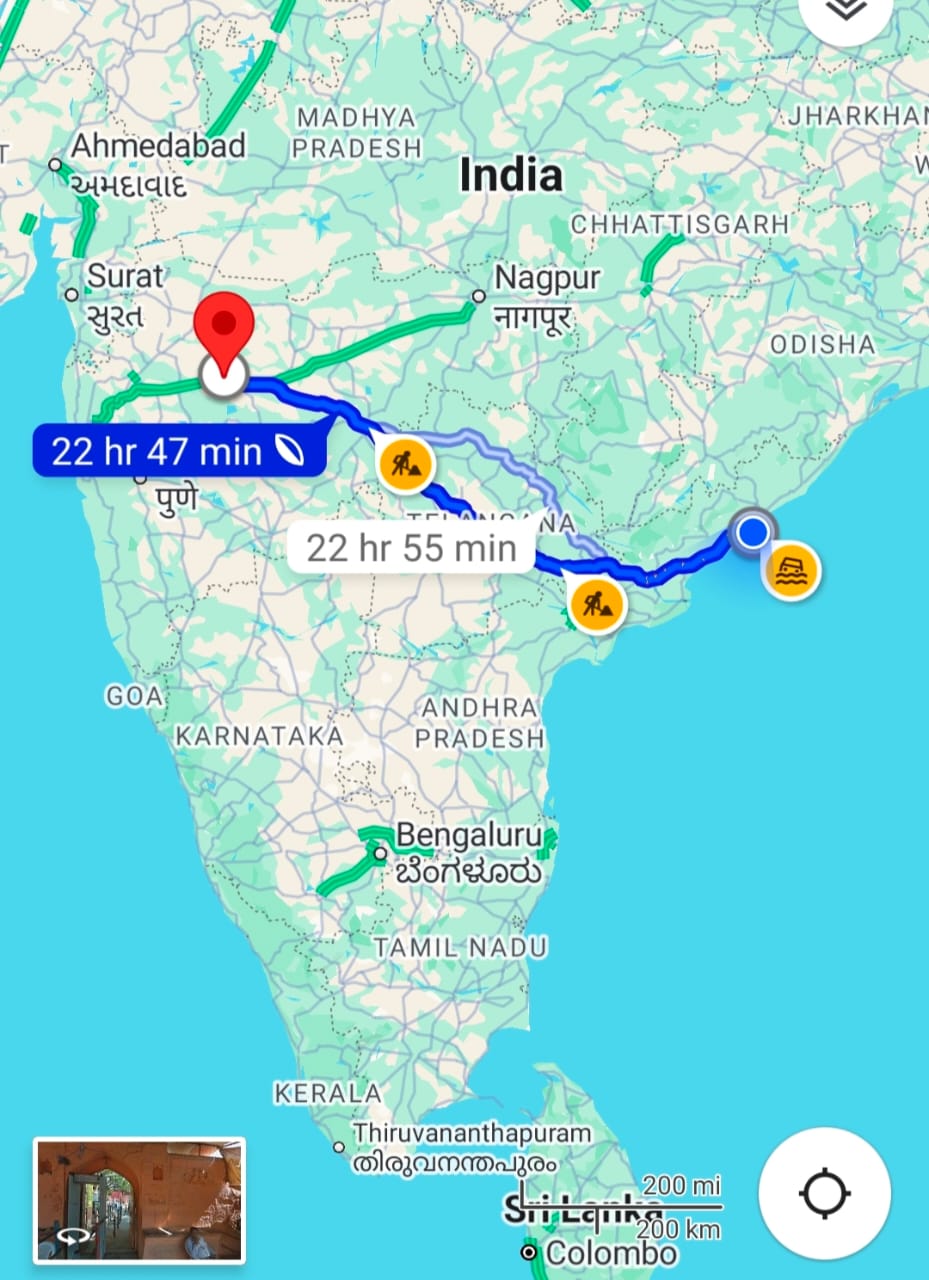 MADHYA
PRADESH
JHARKHAN
Ahmedabad
અમદાવાદ
India
CHHATTISGARH
Surat
સુરત
Nagpur
नागपूर
ODISHA
22 hr 47 min
पुणे
TELANGANA
22 hr 55 min
GOA
KARNATAKA
ANDHRA
PRADESH
Bengaluru
ಬೆಂಗಳೂರು
TAMIL NADU
KERALA
Thiruvananthapuram
തിരുവനന്തപുരം
200 mi
Sri Lanka
200 km
Colombo